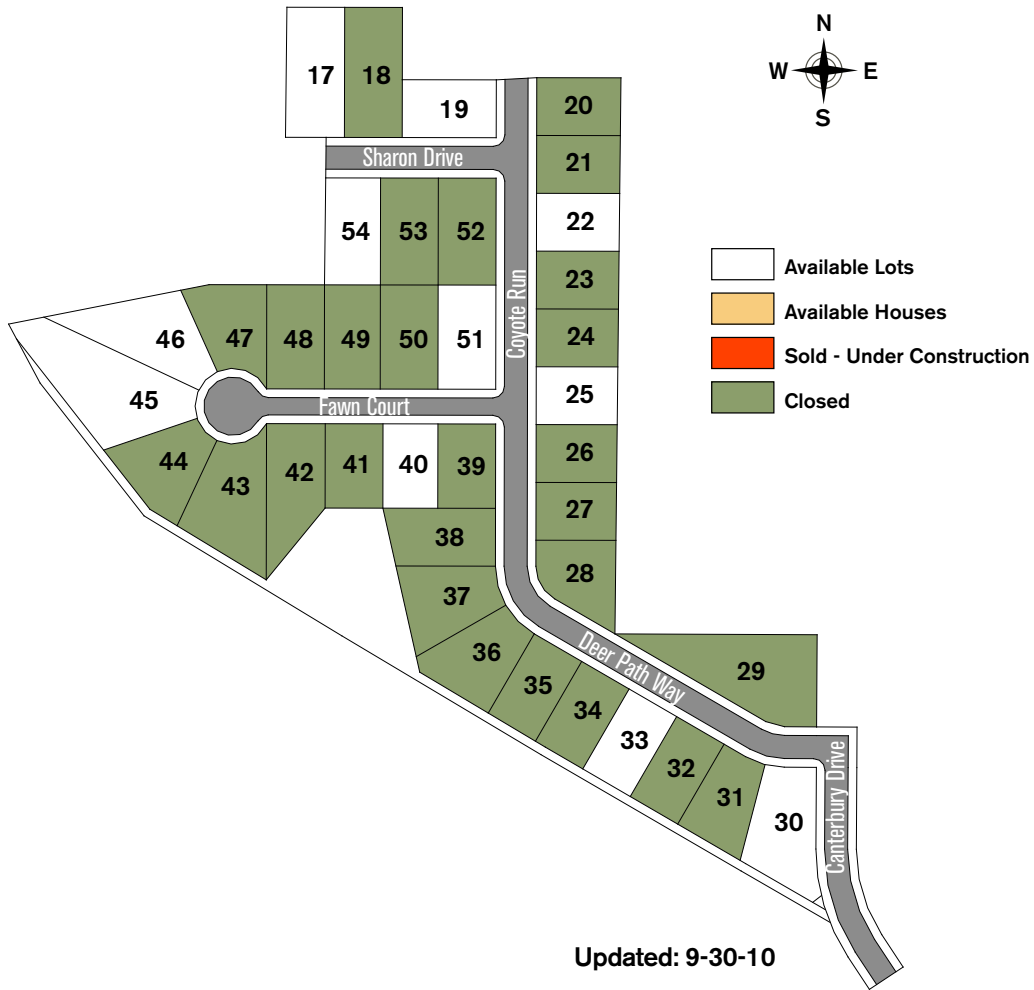 N
W E
S
17 18
19
20
Sharon Drive
21
54 53 52
22
23
Available Lots
Available Houses
Sold - Under Construction
Closed
Coyote Run
46 47 48 49 50 51
24
45
25
Fawn Court
44 43 42 41 40 39
26
27
38
28
37
36
35
34
33
32
31
30
29
Deer Path Way
Canterbury Drive
Updated: 9-30-10